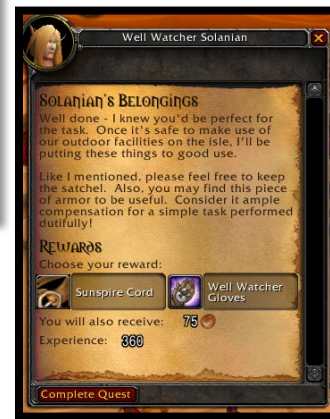 Well Watcher Solanian
Solanian's Belongings
Well done - I knew you'd be perfect for
the task. Once it's safe to make use of
our outdoor facilities on the isle, I'll be
putting these things to good use.
Like I mentioned, please feel free to keep
the satchel. Also, you may find this piece
of armor to be useful. Consider it ample
compensation for a simple task performed
dutifully!
Rewards
Choose your reward:
Sunspire Cord
Well Watcher
Gloves
You will also receive: 75
Experience: 360
Complete Quest